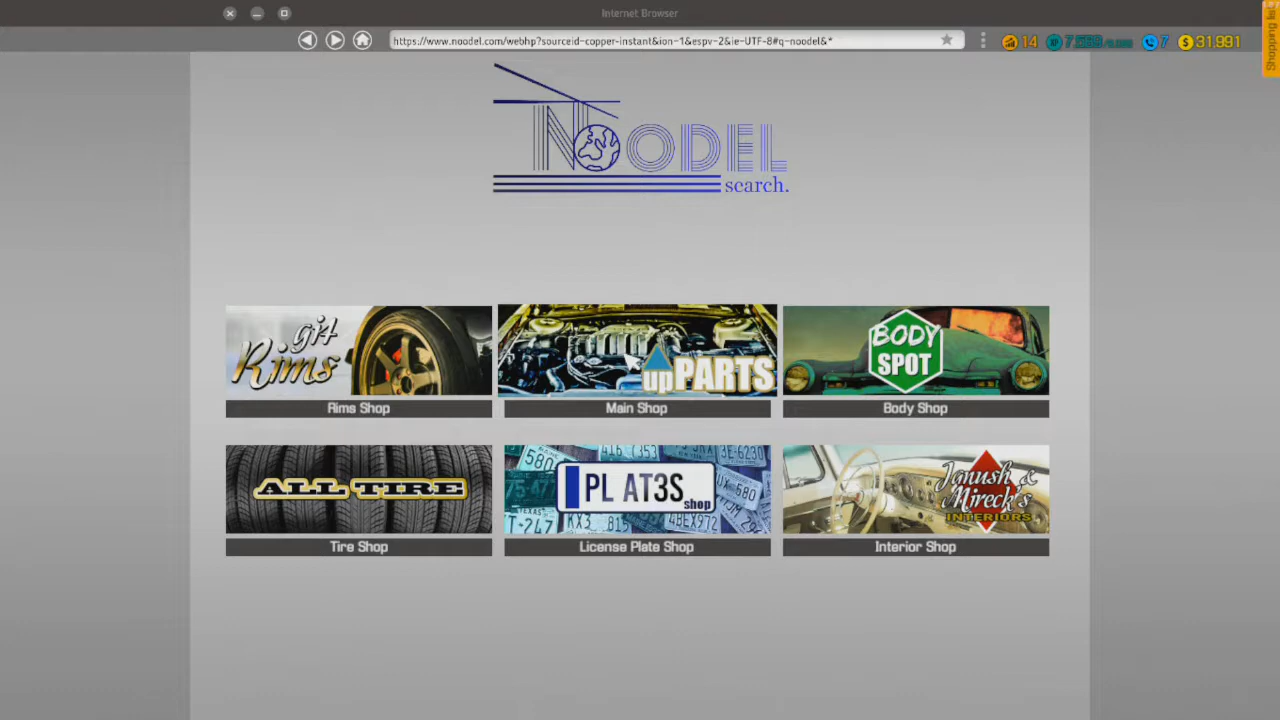 Internet Browser
https://www.noodel.com/webhp?sourceid-copper-instant&ion-1&espv-2&ie-UTF-8#q-noodel&*
14
7
$ 31,991
NOODEL
search.
gj4
Rims
upPARTS
BODY
SPOT
Rims Shop
Main Shop
Body Shop
ALL TIRE
PL AT3S
shop
Janush &
Mireck's
INTERIORS
Tire Shop
License Plate Shop
Interior Shop